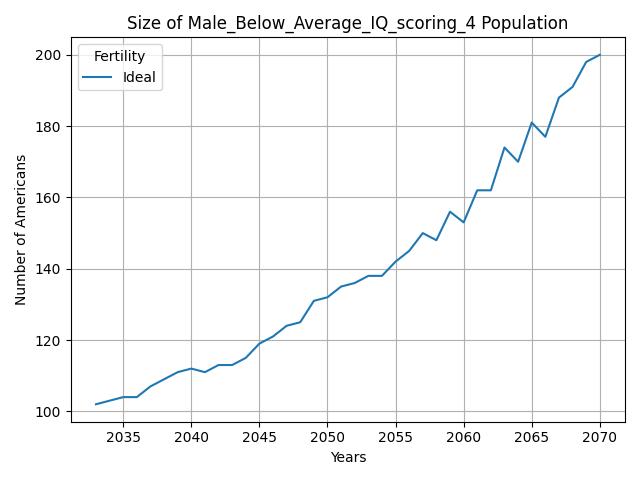 Size of Male_Below_Average_IQ_scoring_4 Population
Fertility
Ideal
Number of Americans
200
180
160
140
120
100
2035 2040 2045 2050 2055 2060 2065 2070
Years